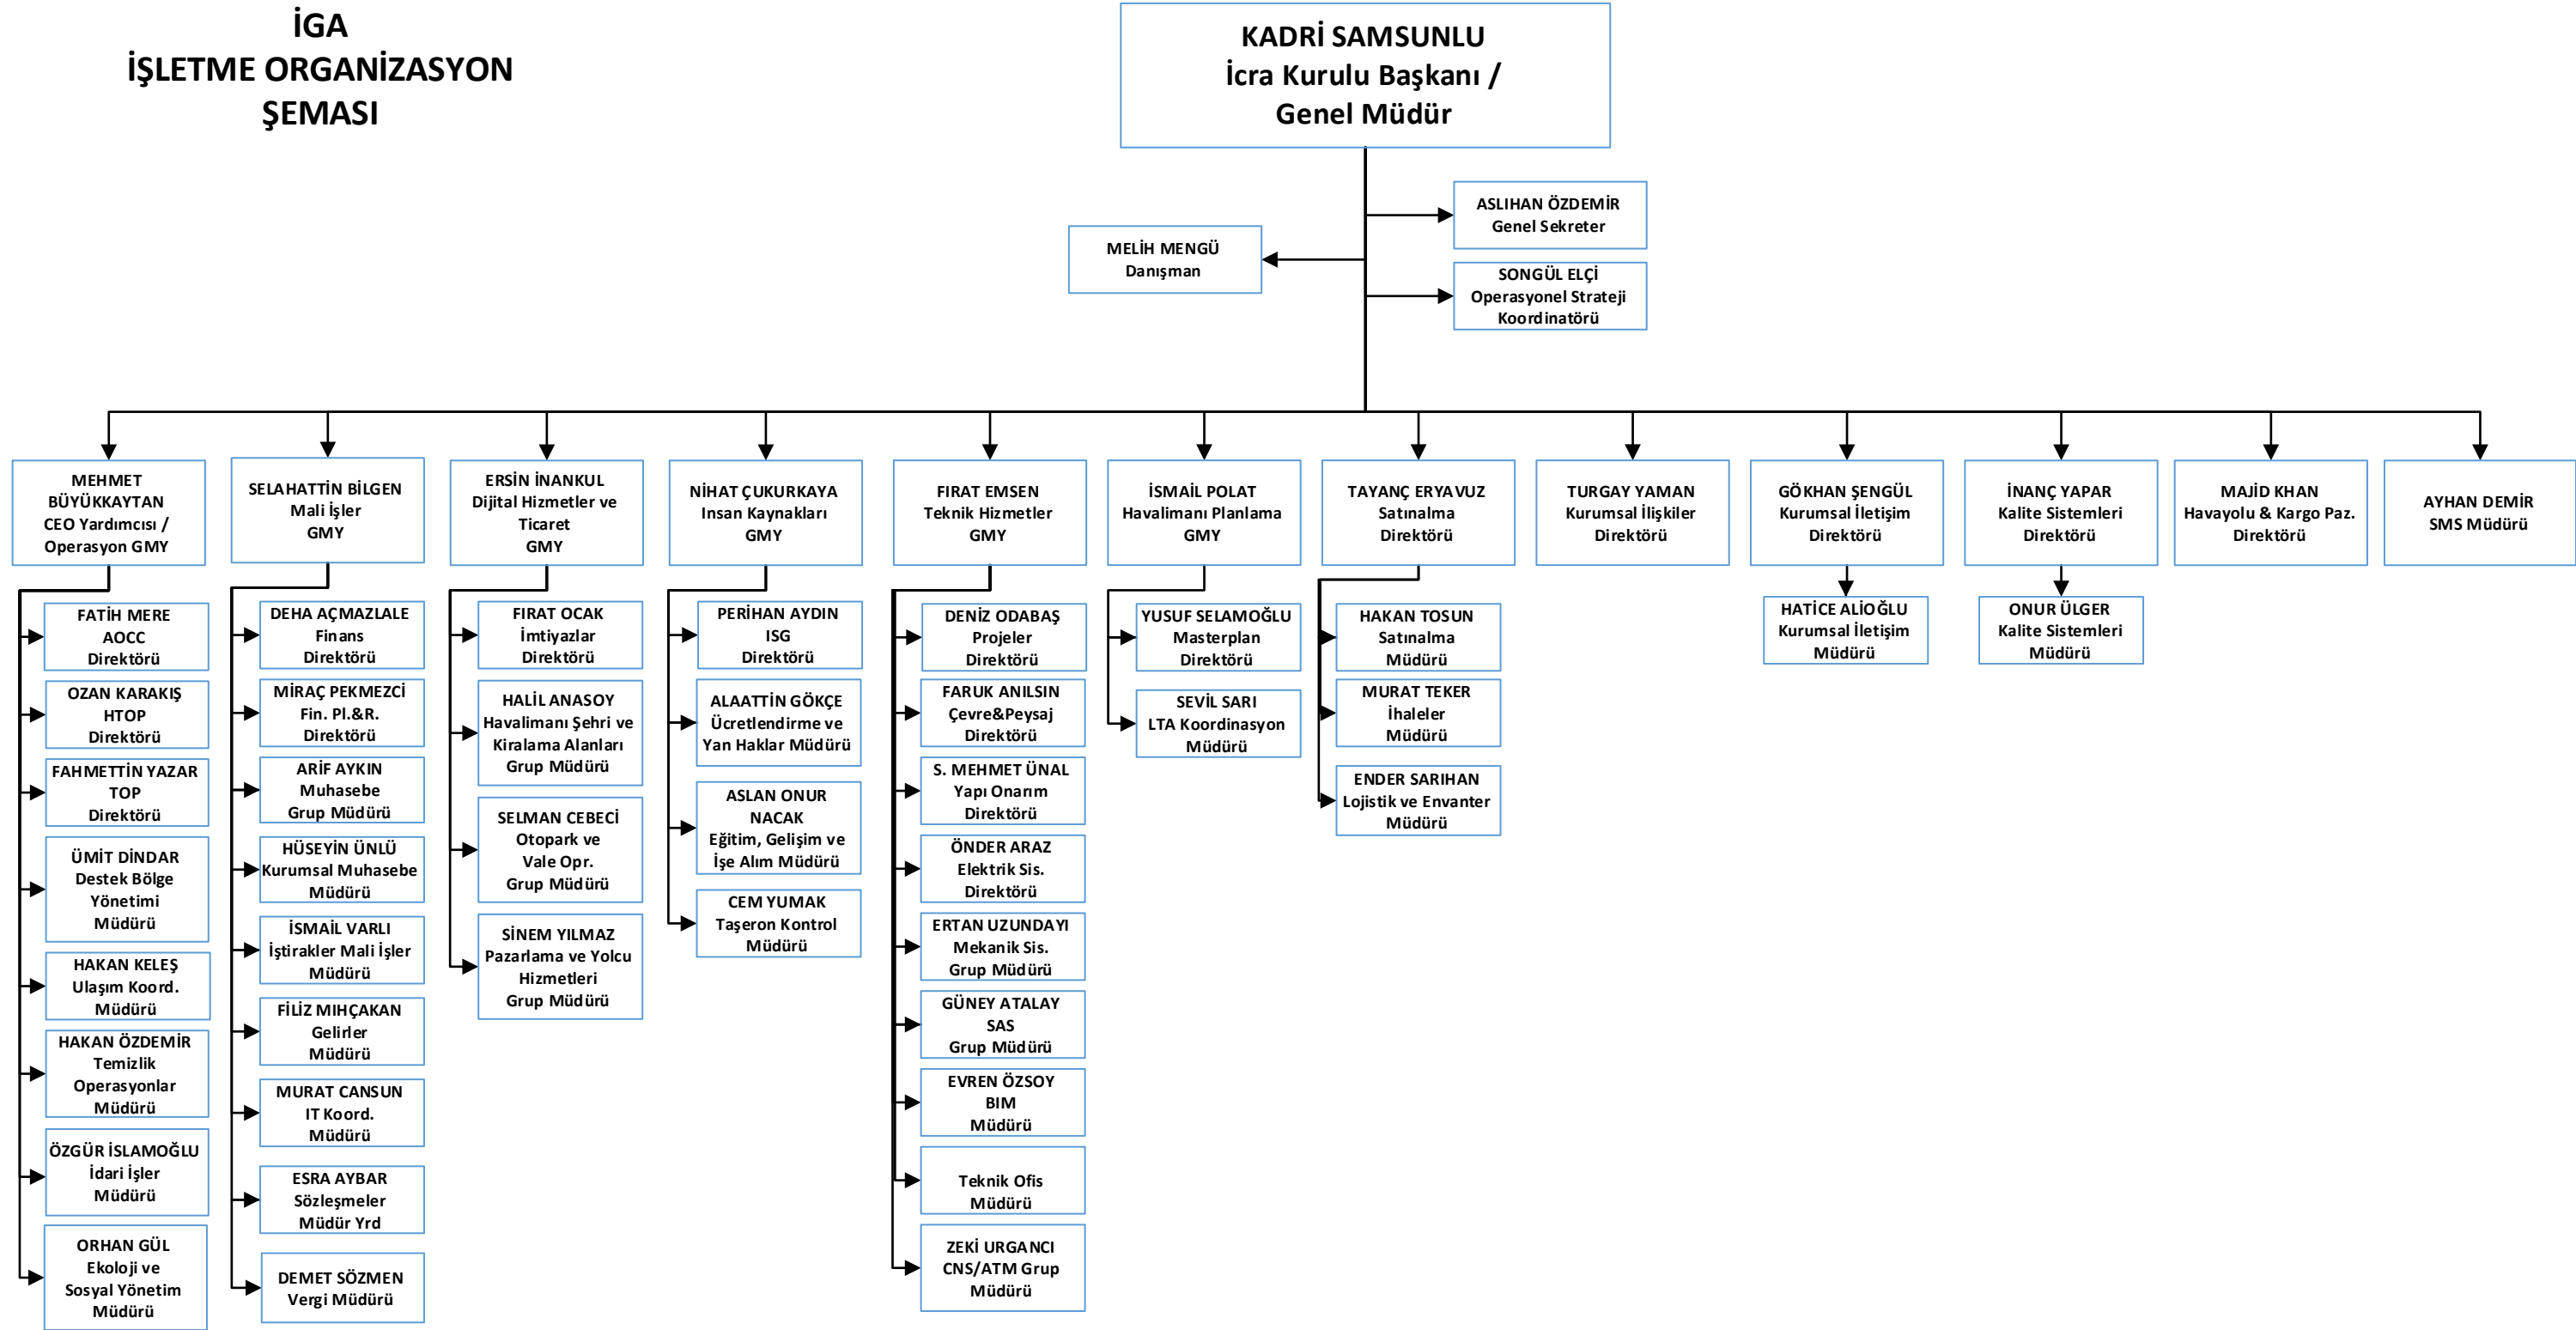 İGA
İŞLETME ORGANİZASYON
ŞEMASI
KADRİ SAMSUNLU
İcra Kurulu Başkanı /
Genel Müdür
ASLIHAN ÖZDEMİR
Genel Sekreter
MELİH MENGÜ
Danışman
SONGÜL ELÇİ
Operasyonel Strateji
Koordinatörü
MEHMET
BÜYÜKKAYTAN
CEO Yardımcısı /
Operasyon GMY
SELAHATTİN BİLGEN
Mali İşler
GMY
ERSİN İNANKUL
Dijital Hizmetler ve
Ticaret
GMY
NİHAT ÇUKURKAYA
Insan Kaynakları
GMY
FIRAT EMSEN
Teknik Hizmetler
GMY
İSMAİL POLAT
Havalimanı Planlama
GMY
TAYANÇ ERYAVUZ
Satınalma
Direktörü
TURGAY YAMAN
Kurumsal İlişkiler
Direktörü
GÖKHAN ŞENGÜL
Kurumsal İletişim
Direktörü
İNANÇ YAPAR
Kalite Sistemleri
Direktörü
MAJİD KHAN
Havayolu & Kargo Paz.
Direktörü
AYHAN DEMİR
SMS Müdürü
FATİH MERE
AOCC
Direktörü
OZAN KARAKIŞ
HTOP
Direktörü
FAHMETTİN YAZAR
TOP
Direktörü
ÜMİT DİNDAR
Destek Bölge
Yönetimi
Müdürü
HAKAN KELEŞ
Ulaşım Koord.
Müdürü
HAKAN ÖZDEMİR
Temizlik
Operasyonlar
Müdürü
ÖZGÜR İSLAMOĞLU
İdari İşler
Müdürü
ORHAN GÜL
Ekoloji ve
Sosyal Yönetim
Müdürü
DEHA AÇMAZLALE
Finans
Direktörü
MİRAÇ PEKMEZCİ
Fin. Pl.&R.
Direktörü
ARİF AYKIN
Muhasebe
Grup Müdürü
HÜSEYİN ÜNLÜ
Kurumsal Muhasebe
Müdürü
İSMAİL VARLI
İştirakler Mali İşler
Müdürü
FİLİZ MIHÇAKAN
Gelirler
Müdürü
MURAT CANSUN
IT Koord.
Müdürü
ESRA AYBAR
Sözleşmeler
Müdür Yrd
DEMET SÖZMEN
Vergi Müdürü
FIRAT OCAK
İmtiyazlar
Direktörü
HALİL ANASOY
Havalimanı Şehri ve
Kiralama Alanları
Grup Müdürü
SELMAN CEBECİ
Otopark ve
Vale Opr.
Grup Müdürü
SİNEM YILMAZ
Pazarlama ve Yolcu
Hizmetleri
Grup Müdürü
PERİHAN AYDIN
ISG
Direktörü
ALAATTİN GÖKÇE
Ücretlendirme ve
Yan Haklar Müdürü
ASLAN ONUR
NACAK
Eğitim, Gelişim ve
İşe Alım Müdürü
CEM YUMAK
Taşeron Kontrol
Müdürü
DENİZ ODABAŞ
Projeler
Direktörü
FARUK ANILSIN
Çevre&Peysaj
Direktörü
S. MEHMET ÜNAL
Yapı Onarım
Direktörü
ÖNDER ARAZ
Elektrik Sis.
Direktörü
ERTAN UZUNDAYI
Mekanik Sis.
Grup Müdürü
GÜNEY ATALAY
SAS
Grup Müdürü
EVREN ÖZSOY
BIM
Müdürü
Teknik Ofis
Müdürü
ZEKİ URGANCI
CNS/ATM Grup
Müdürü
YUSUF SELAMOĞLU
Masterplan
Direktörü
SEVİL SARI
LTA Koordinasyon
Müdürü
HAKAN TOSUN
Satınalma
Müdürü
MURAT TEKER
İhaleler
Müdürü
ENDER SARIHAN
Lojistik ve Envanter
Müdürü
HATİCE ALİOĞLU
Kurumsal İletişim
Müdürü
ONUR ÜLGER
Kalite Sistemleri
Müdürü